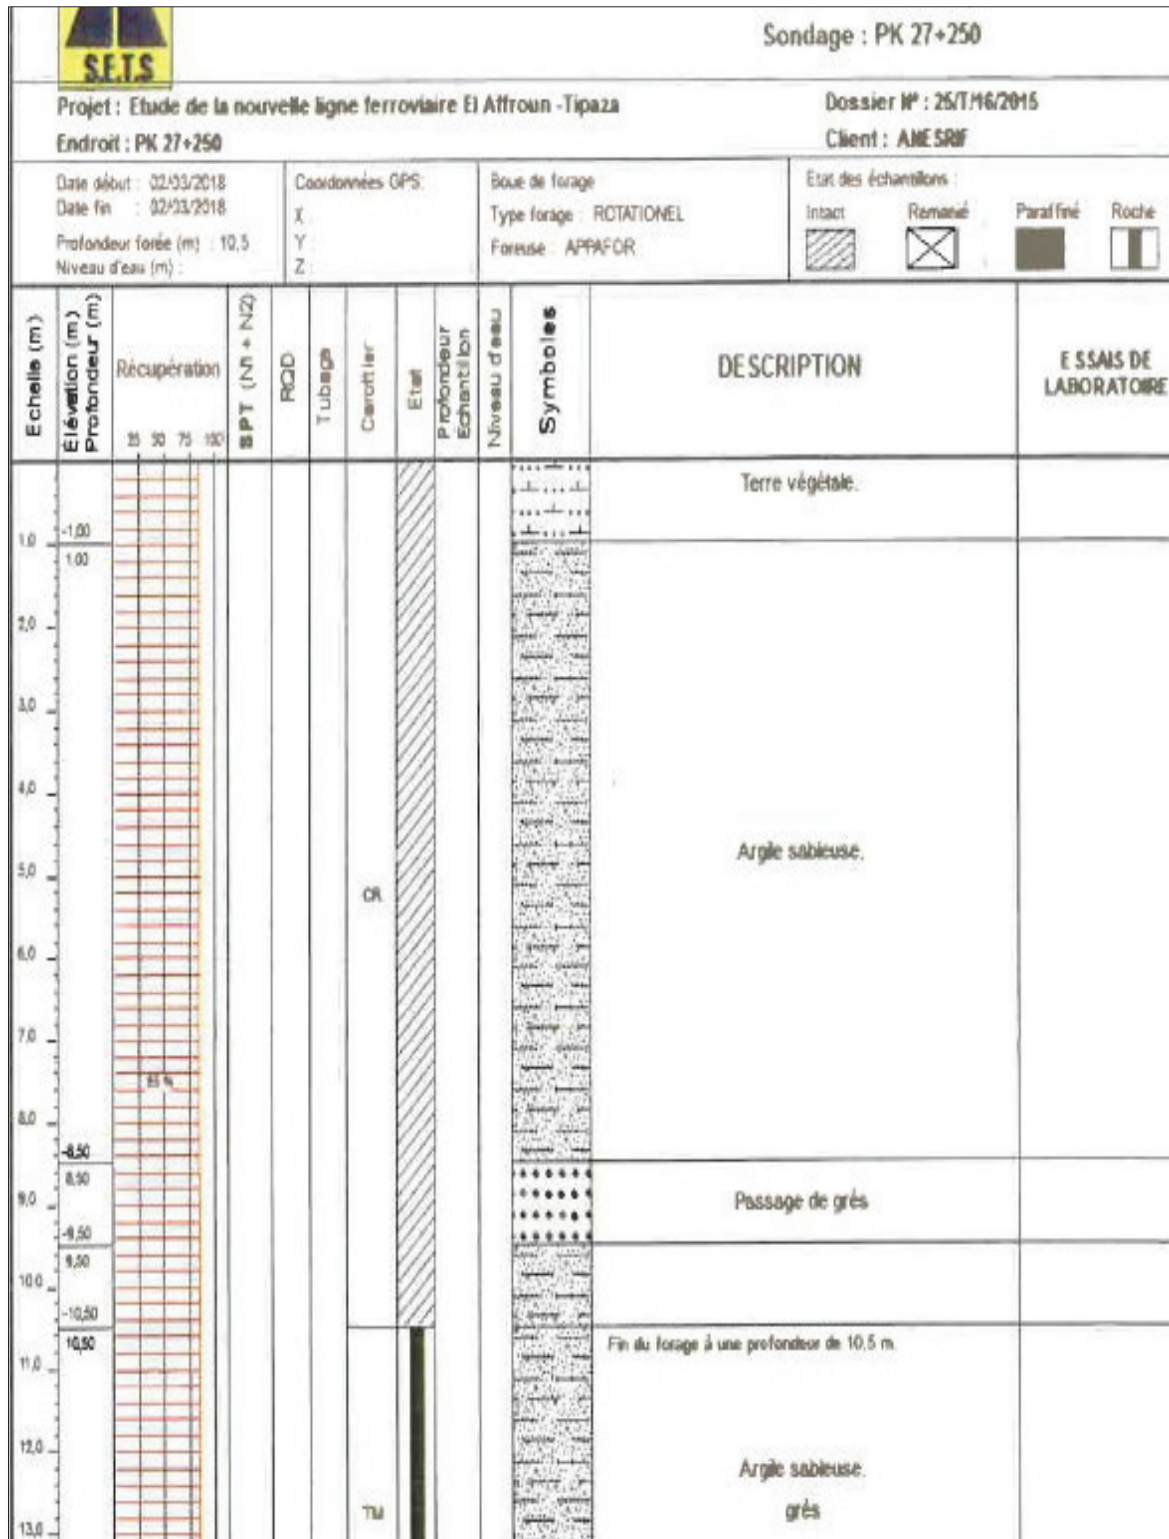 S.E.T.S
Sondage : PK 27+250
Projet : Etude de la nouvelle ligne ferroviaire El Affroun -Tipaza
Dossier N° : 25/T/16/2015
Endroit : PK 27+250
Client : ANESRIF
Date début : 02/03/2018
Date fin : 02/03/2018
Profondeur forée (m) : 10,5
Niveau d'eau (m) :
Coordonnées GPS:
X :
Y :
Z :
Boue de forage
Type forage : ROTATIONEL
Foreuse : APPAFOR
Etat des échantillons :
Intact Remanié Paraffiné Roche
Echelle (m)
Élévation (m)
Profondeur (m)
Récupération
25 50 75 100
SPT (N1 + N2)
RQD
Tubage
Carottier
Etat
Profondeur
Echantillon
Niveau d'eau
Symboles
DESCRIPTION
ESSAIS DE
LABORATOIRE
Terre végétale.
-1,00
1,0
1,00
2,0
3,0
4,0
Argile sableuse.
5,0
CR
6,0
7,0
85 %
8,0
-8,50
8,50
9,0
Passage de grès
-9,50
9,50
10,0
-10,50
10,50
Fin du forage à une profondeur de 10,5 m.
11,0
12,0
Argile sableuse.
TM
grès
13,0